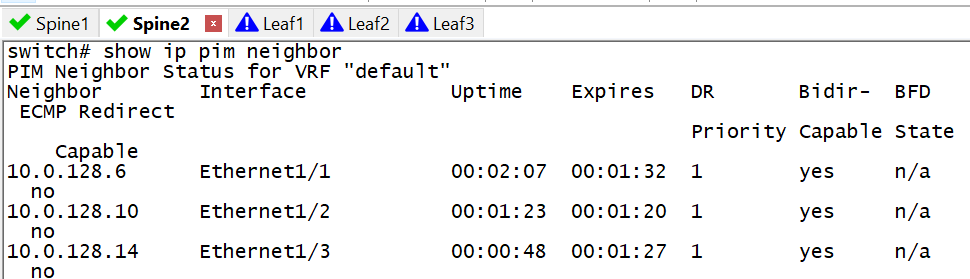 Spine1 Spine2 x Leaf1 Leaf2 Leaf3
switch# show ip pim neighbor
PIM Neighbor Status for VRF "default"
Neighbor Interface Uptime Expires DR Bidir- BFD
ECMP Redirect
Priority Capable State
Capable
10.0.128.6 Ethernet1/1 00:02:07 00:01:32 1 yes n/a
no
10.0.128.10 Ethernet1/2 00:01:23 00:01:20 1 yes n/a
no
10.0.128.14 Ethernet1/3 00:00:48 00:01:27 1 yes n/a
no